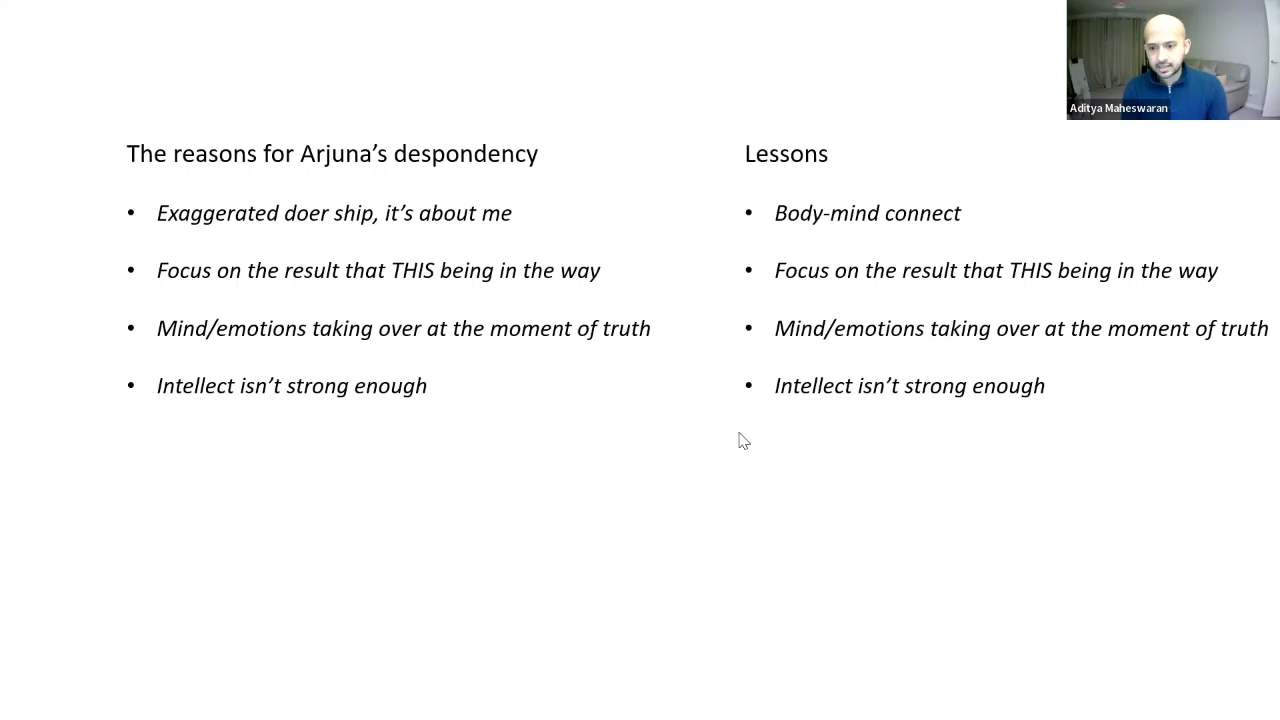 Aditya Maheswaran
The reasons for Arjuna’s despondency
• Exaggerated doer ship, it’s about me
• Focus on the result that THIS being in the way
• Mind/emotions taking over at the moment of truth
• Intellect isn’t strong enough
Lessons
• Body-mind connect
• Focus on the result that THIS being in the way
• Mind/emotions taking over at the moment of truth
• Intellect isn’t strong enough